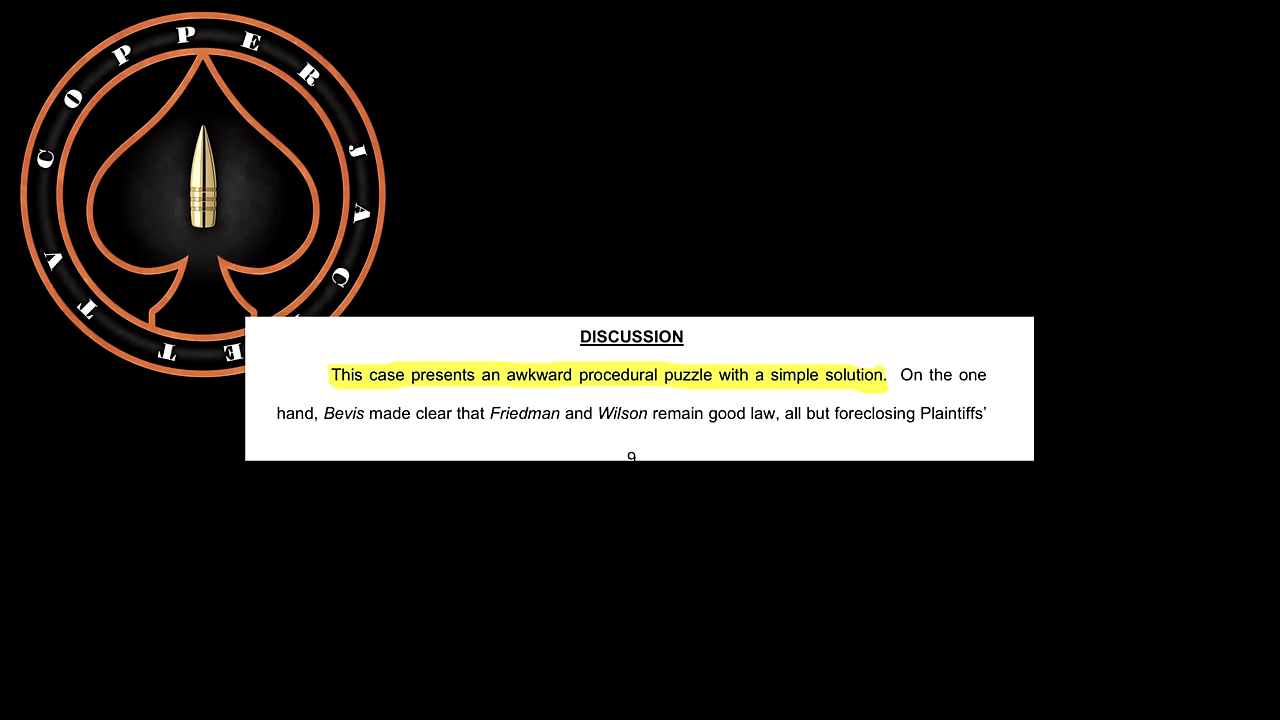 COPPER JACKET TV
DISCUSSION
This case presents an awkward procedural puzzle with a simple solution. On the one
hand, Bevis made clear that Friedman and Wilson remain good law, all but foreclosing Plaintiffs'
9